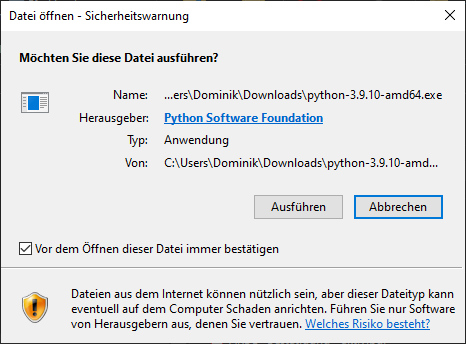 Datei öffnen - Sicherheitswarnung
Möchten Sie diese Datei ausführen?
Name: ...ers\Dominik\Downloads\python-3.9.10-amd64.exe
Herausgeber: Python Software Foundation
Typ: Anwendung
Von: C:\Users\Dominik\Downloads\python-3.9.10-amd...
Ausführen Abbrechen
Vor dem Öffnen dieser Datei immer bestätigen
Dateien aus dem Internet können nützlich sein, aber dieser Dateityp kann
eventuell auf dem Computer Schaden anrichten. Führen Sie nur Software
von Herausgebern aus, denen Sie vertrauen. Welches Risiko besteht?